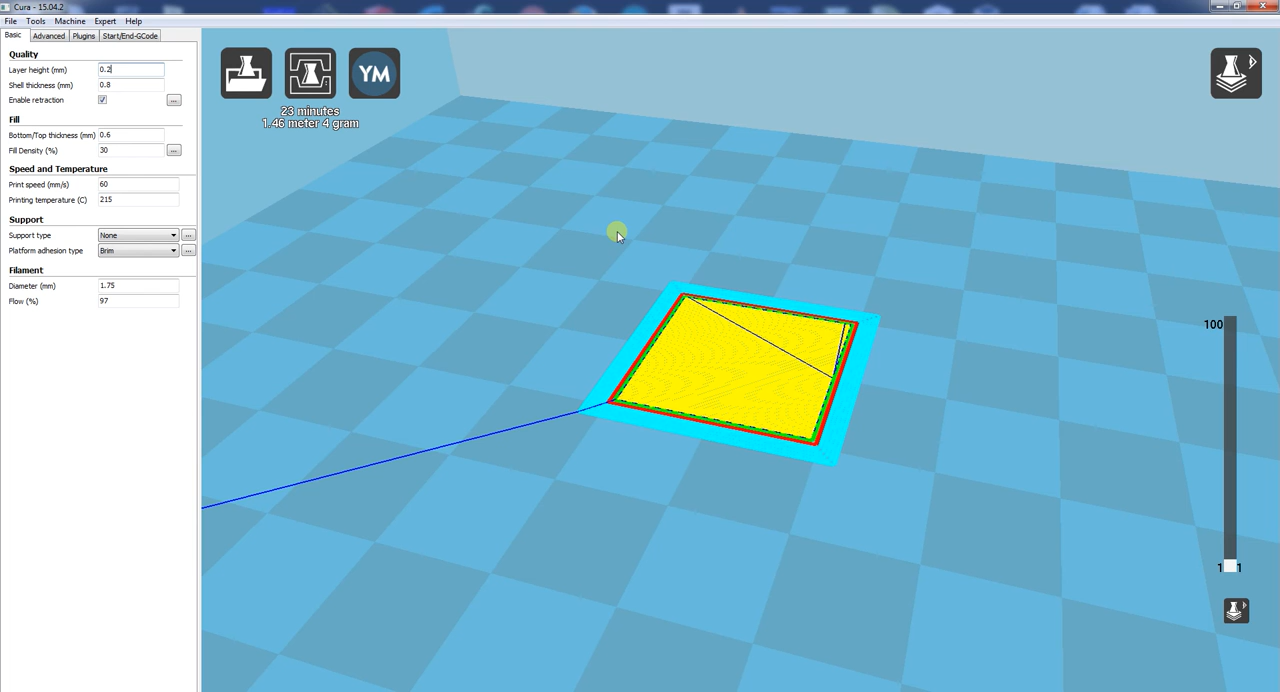 Cura - 15.04.2
File Tools Machine Expert Help
Basic Advanced Plugins Start/End-GCode
Quality
Layer height (mm) 0.2
Shell thickness (mm) 0.8
Enable retraction ...
Fill
Bottom/Top thickness (mm) 0.6
Fill Density (%) 30 ...
Speed and Temperature
Print speed (mm/s) 60
Printing temperature (C) 215
Support
Support type None ...
Platform adhesion type Brim ...
Filament
Diameter (mm) 1.75
Flow (%) 97
YM
23 minutes
1.46 meter 4 gram
100
1 1